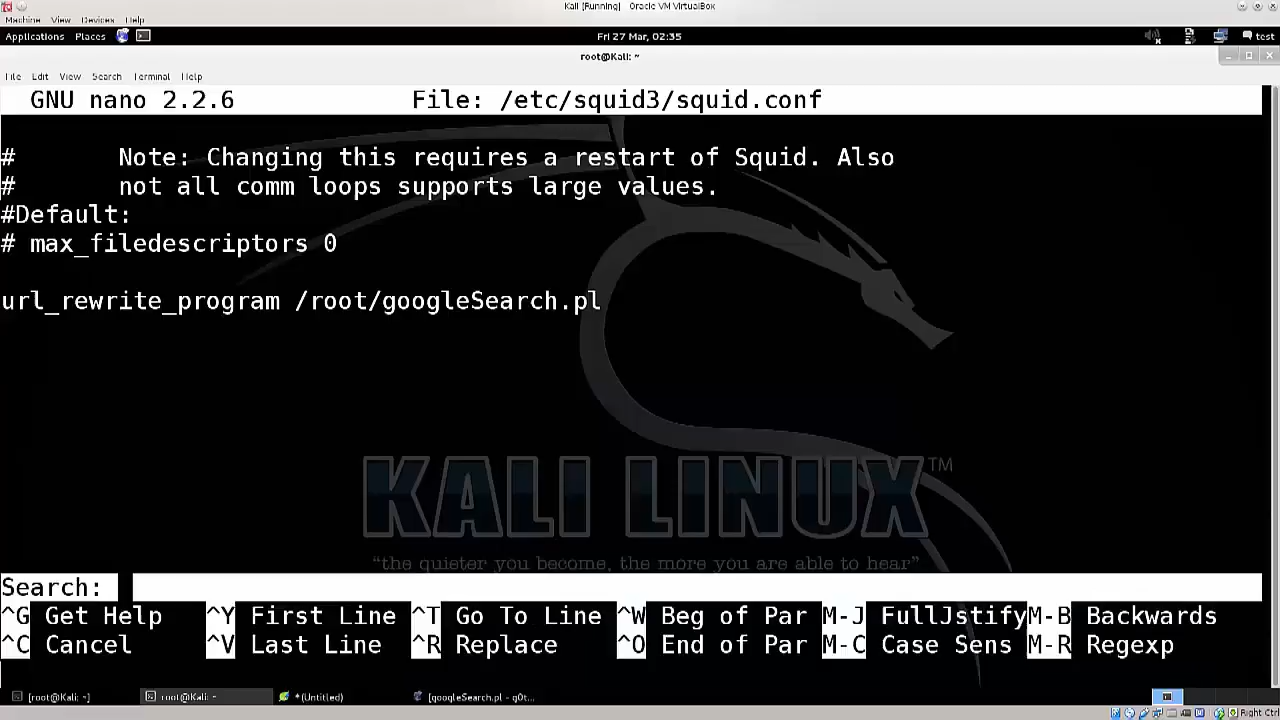 Kali [Running] - Oracle VM VirtualBox
Machine View Devices Help
Applications Places Fri 27 Mar, 02:35 test
root@Kali: ~
File Edit View Search Terminal Help
GNU nano 2.2.6 File: /etc/squid3/squid.conf
# Note: Changing this requires a restart of Squid. Also
# not all comm loops supports large values.
#Default:
# max_filedescriptors 0
url_rewrite_program /root/googleSearch.pl
KALI LINUX™
“the quieter you become, the more you are able to hear”
Search:
^G Get Help ^Y First Line ^T Go To Line ^W Beg of Par M-J FullJstify M-B Backwards
^C Cancel ^V Last Line ^R Replace ^O End of Par M-C Case Sens M-R Regexp
[root@Kali: ~] root@Kali: ~ *(Untitled) [googleSearch.pl - g0t...
Right Ctrl